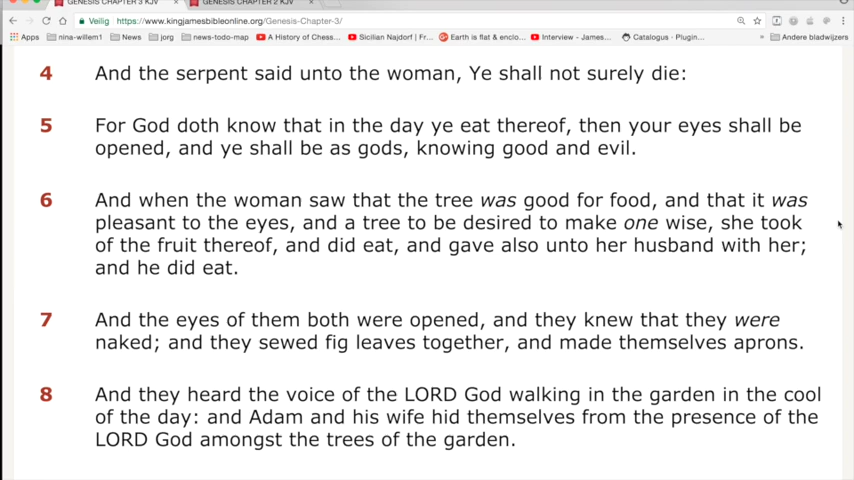 GENESIS CHAPTER 3 KJV
GENESIS CHAPTER 2 KJV
Veilig https://www.kingjamesbibleonline.org/Genesis-Chapter-3/
Apps nina-willem1 News jorg news-todo-map A History of Chess... Sicilian Najdorf | Fr... Earth is flat & enclo... Interview - James... Catalogus - Plugin... » Andere bladwijzers
4 And the serpent said unto the woman, Ye shall not surely die:
5 For God doth know that in the day ye eat thereof, then your eyes shall be
opened, and ye shall be as gods, knowing good and evil.
6 And when the woman saw that the tree was good for food, and that it was
pleasant to the eyes, and a tree to be desired to make one wise, she took
of the fruit thereof, and did eat, and gave also unto her husband with her;
and he did eat.
7 And the eyes of them both were opened, and they knew that they were
naked; and they sewed fig leaves together, and made themselves aprons.
8 And they heard the voice of the LORD God walking in the garden in the cool
of the day: and Adam and his wife hid themselves from the presence of the
LORD God amongst the trees of the garden.